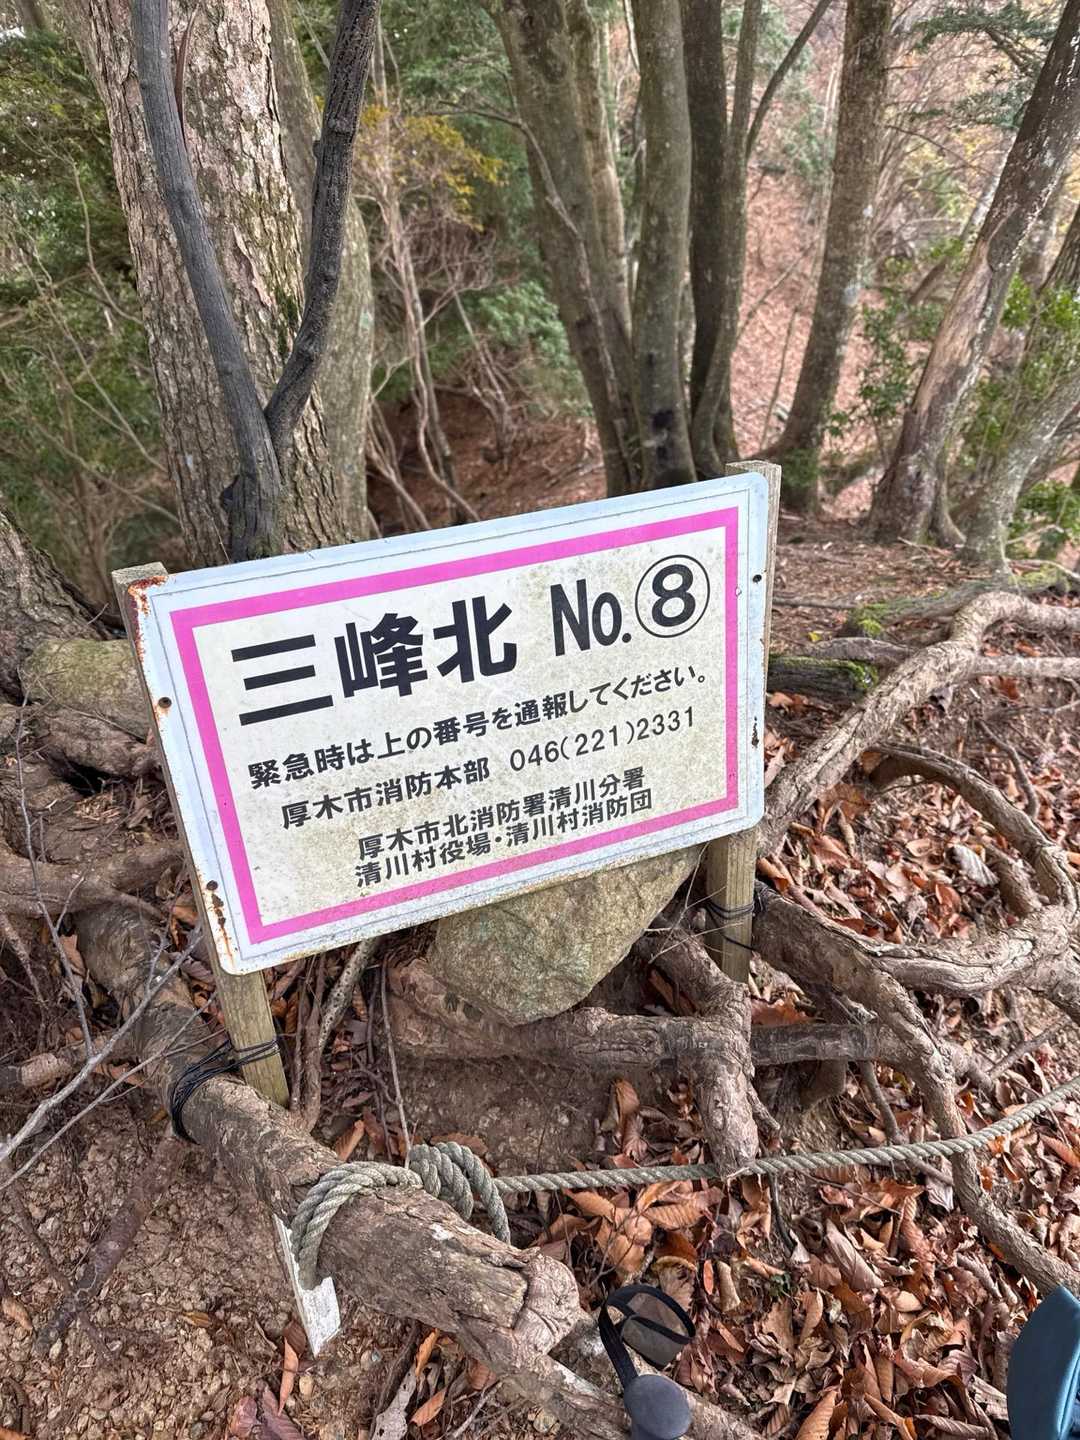 三峰北 No.⑧
緊急時は上の番号を通報してください。
厚木市消防本部 046(221)2331
厚木市北消防署清川分署
清川村役場・清川村消防団